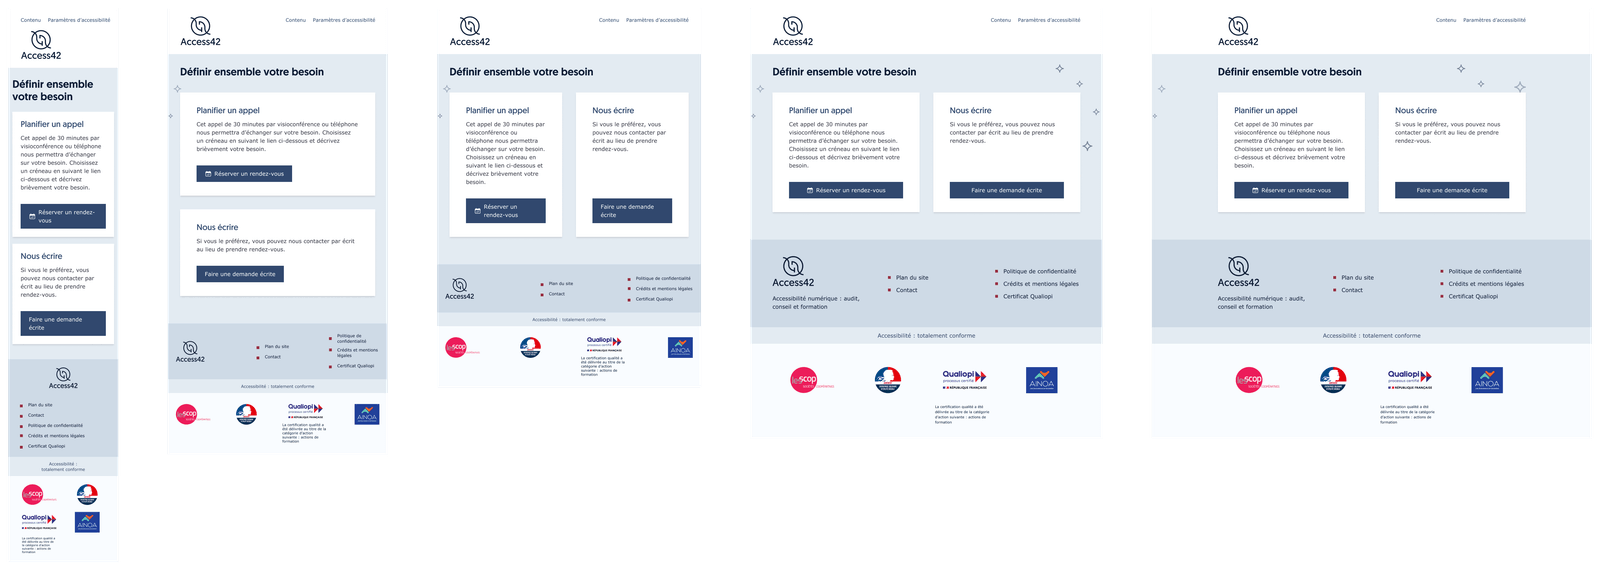 Contenu Paramètres d'accessibilité
Access42
Définir ensemble
votre besoin
Planifier un appel
Cet appel de 30 minutes par
visioconférence ou téléphone
nous permettra d'échanger
sur votre besoin. Choisissez
un créneau en suivant le lien
ci-dessous et décrivez
brièvement votre besoin.
Réserver un rendez-
vous
Nous écrire
Si vous le préférez, vous
pouvez nous contacter par
écrit au lieu de prendre
rendez-vous.
Faire une demande
écrite
Access42
Plan du site
Contact
Politique de confidentialité
Crédits et mentions légales
Certificat Qualiopi
Accessibilité :
totalement conforme
les scop
Qualiopi
processus certifié
RÉPUBLIQUE FRANÇAISE
AINOA
La certification qualité a
été délivrée au titre de la
catégorie d'action
suivante : actions de
formation
Contenu Paramètres d'accessibilité
Access42
Définir ensemble votre besoin
Planifier un appel
Cet appel de 30 minutes par visioconférence ou téléphone
nous permettra d'échanger sur votre besoin. Choisissez
un créneau en suivant le lien ci-dessous et décrivez
brièvement votre besoin.
Réserver un rendez-vous
Nous écrire
Si vous le préférez, vous pouvez nous contacter par écrit
au lieu de prendre rendez-vous.
Faire une demande écrite
Access42
Plan du site
Contact
Politique de
confidentialité
Crédits et mentions
légales
Certificat Qualiopi
Accessibilité : totalement conforme
les scop
Qualiopi
processus certifié
RÉPUBLIQUE FRANÇAISE
AINOA
La certification qualité a
été délivrée au titre de la
catégorie d'action
suivante : actions de
formation
Contenu Paramètres d'accessibilité
Access42
Définir ensemble votre besoin
Planifier un appel
Cet appel de 30 minutes par
visioconférence ou
téléphone nous permettra
d'échanger sur votre besoin.
Choisissez un créneau en
suivant le lien ci-dessous et
décrivez brièvement votre
besoin.
Réserver un
rendez-vous
Nous écrire
Si vous le préférez, vous
pouvez nous contacter par
écrit au lieu de prendre
rendez-vous.
Faire une demande
écrite
Access42
Plan du site
Contact
Politique de confidentialité
Crédits et mentions légales
Certificat Qualiopi
Accessibilité : totalement conforme
les scop
Qualiopi
processus certifié
RÉPUBLIQUE FRANÇAISE
AINOA
La certification qualité a
été délivrée au titre de la
catégorie d'action
suivante : actions de
formation
Contenu Paramètres d'accessibilité
Access42
Définir ensemble votre besoin
Planifier un appel
Cet appel de 30 minutes par
visioconférence ou téléphone nous
permettra d'échanger sur votre besoin.
Choisissez un créneau en suivant le lien
ci-dessous et décrivez brièvement votre
besoin.
Réserver un rendez-vous
Nous écrire
Si vous le préférez, vous pouvez nous
contacter par écrit au lieu de prendre
rendez-vous.
Faire une demande écrite
Access42
Accessibilité numérique : audit,
conseil et formation
Plan du site
Contact
Politique de confidentialité
Crédits et mentions légales
Certificat Qualiopi
Accessibilité : totalement conforme
les scop
Qualiopi
processus certifié
RÉPUBLIQUE FRANÇAISE
AINOA
La certification qualité a été
délivrée au titre de la catégorie
d'action suivante : actions de
formation
Contenu Paramètres d'accessibilité
Access42
Définir ensemble votre besoin
Planifier un appel
Cet appel de 30 minutes par
visioconférence ou téléphone nous
permettra d'échanger sur votre besoin.
Choisissez un créneau en suivant le lien
ci-dessous et décrivez brièvement votre
besoin.
Réserver un rendez-vous
Nous écrire
Si vous le préférez, vous pouvez nous
contacter par écrit au lieu de prendre
rendez-vous.
Faire une demande écrite
Access42
Accessibilité numérique : audit,
conseil et formation
Plan du site
Contact
Politique de confidentialité
Crédits et mentions légales
Certificat Qualiopi
Accessibilité : totalement conforme
les scop
Qualiopi
processus certifié
RÉPUBLIQUE FRANÇAISE
AINOA
La certification qualité a été
délivrée au titre de la catégorie
d'action suivante : actions de
formation